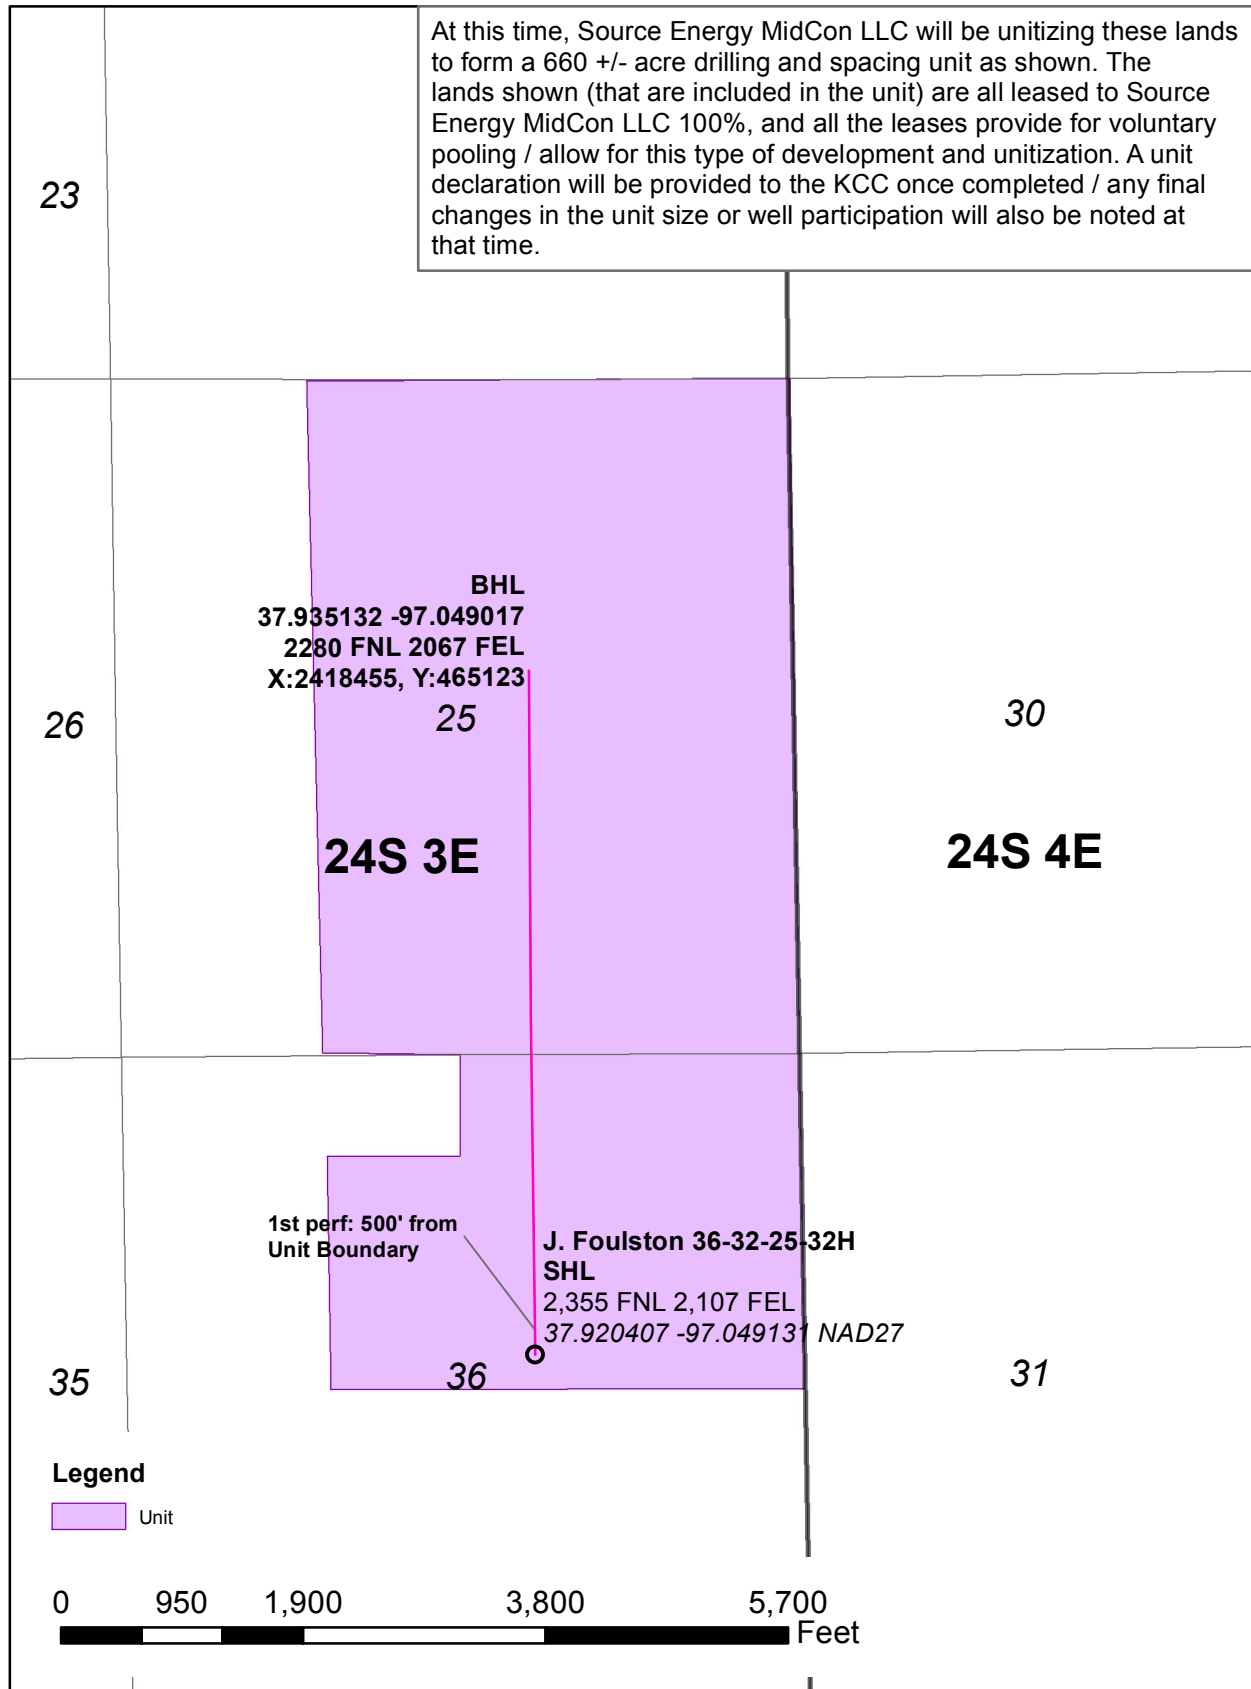 At this time, Source Energy MidCon LLC will be unitizing these lands
to form a 660 +/- acre drilling and spacing unit as shown. The
lands shown (that are included in the unit) are all leased to Source
Energy MidCon LLC 100%, and all the leases provide for voluntary
pooling / allow for this type of development and unitization. A unit
declaration will be provided to the KCC once completed / any final
changes in the unit size or well participation will also be noted at
that time.
23
BHL
37.935132 -97.049017
2280 FNL 2067 FEL
X:2418455, Y:465123
26
25
30
24S 3E
24S 4E
1st perf: 500' from
Unit Boundary
J. Foulston 36-32-25-32H
SHL
2,355 FNL 2,107 FEL
37.920407 -97.049131 NAD27
35
36
31
Legend
Unit
0 950 1,900 3,800 5,700
Feet